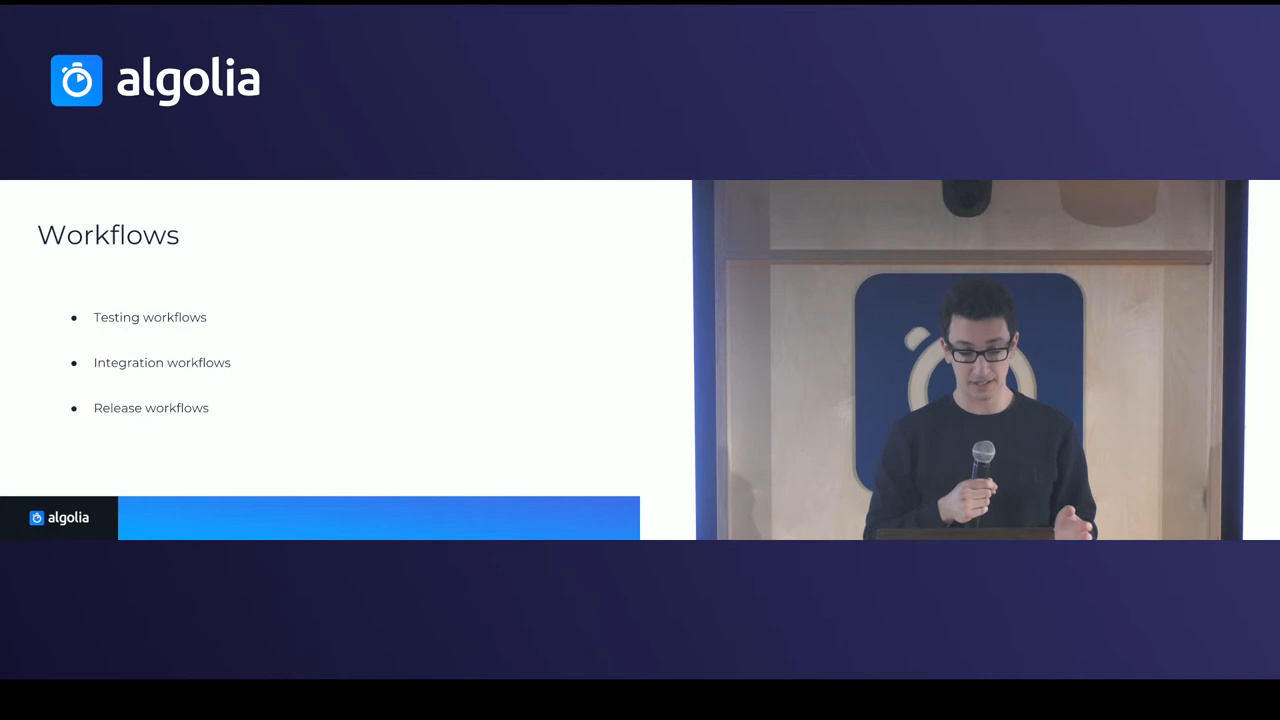 algolia
Workflows
● Testing workflows
● Integration workflows
● Release workflows
algolia